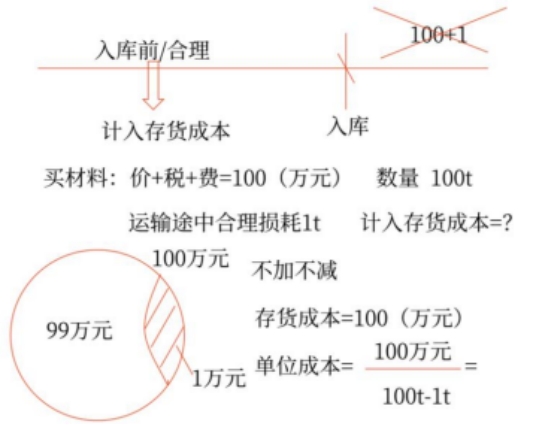 100+1
入库前/合理
计入存货成本
入库
买材料：价+税+费=100（万元） 数量 100t
运输途中合理损耗1t 计入存货成本=?
100万元
不加不减
99万元
存货成本=100（万元）
1万元
单位成本= 100万元 =
100t-1t